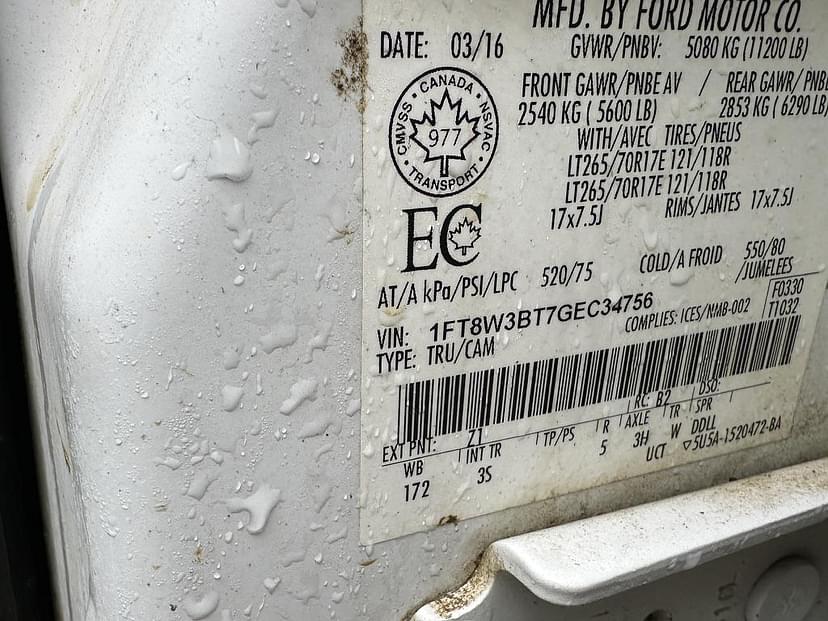 MFD. BY FORD MOTOR CO.
DATE: 03/16 GVWR/PNBV: 5080 KG (11200 LB)
FRONT GAWR/PNBE AV / REAR GAWR/ PNBE
2540 KG ( 5600 LB) 2853 KG ( 6290 LB)
WITH/AVEC TIRES/PNEUS
LT265/70R17E 121/118R
LT265/70R17E 121/118R
17x7.5J RIMS/JANTES 17x7.5J
CANADA
CMVSS NSVAC
977
TRANSPORT
EC
AT/A kPa/PSI/LPC 520/75 COLD/A FROID 550/80
/JUMELEES
VIN: 1FT8W3BT7GEC34756 COMPLIES: ICES/NMB-002 F0330
TYPE: TRU/CAM T1032
EXT PNT: Z1 RC: B2 DSO:
WB INT TR TP/PS R AXLE TR SPR
172 3S 5 3H W DDLL
UCT ▽5U5A-1520472-BA